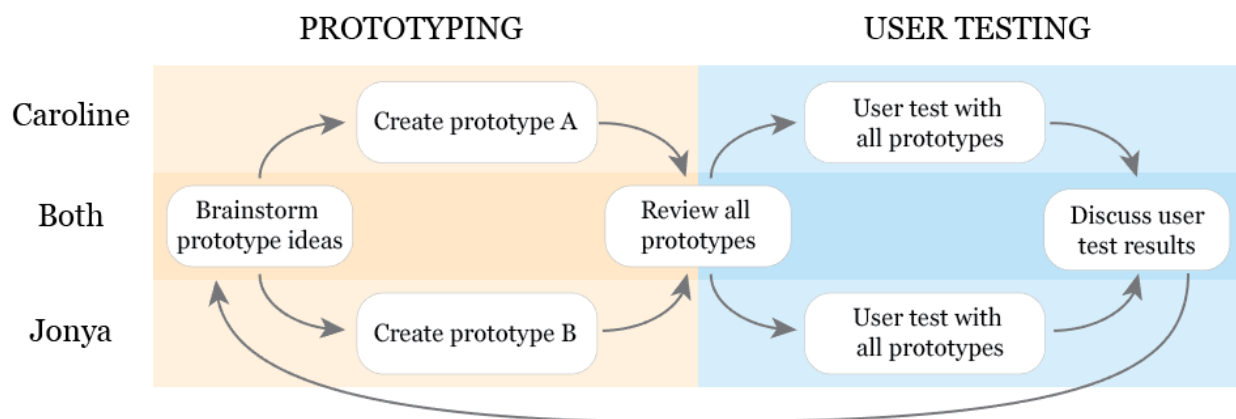 PROTOTYPING
USER TESTING
Caroline
Create prototype A
User test with
all prototypes
Both
Brainstorm
prototype ideas
Review all
prototypes
Discuss user
test results
Jonya
Create prototype B
User test with
all prototypes